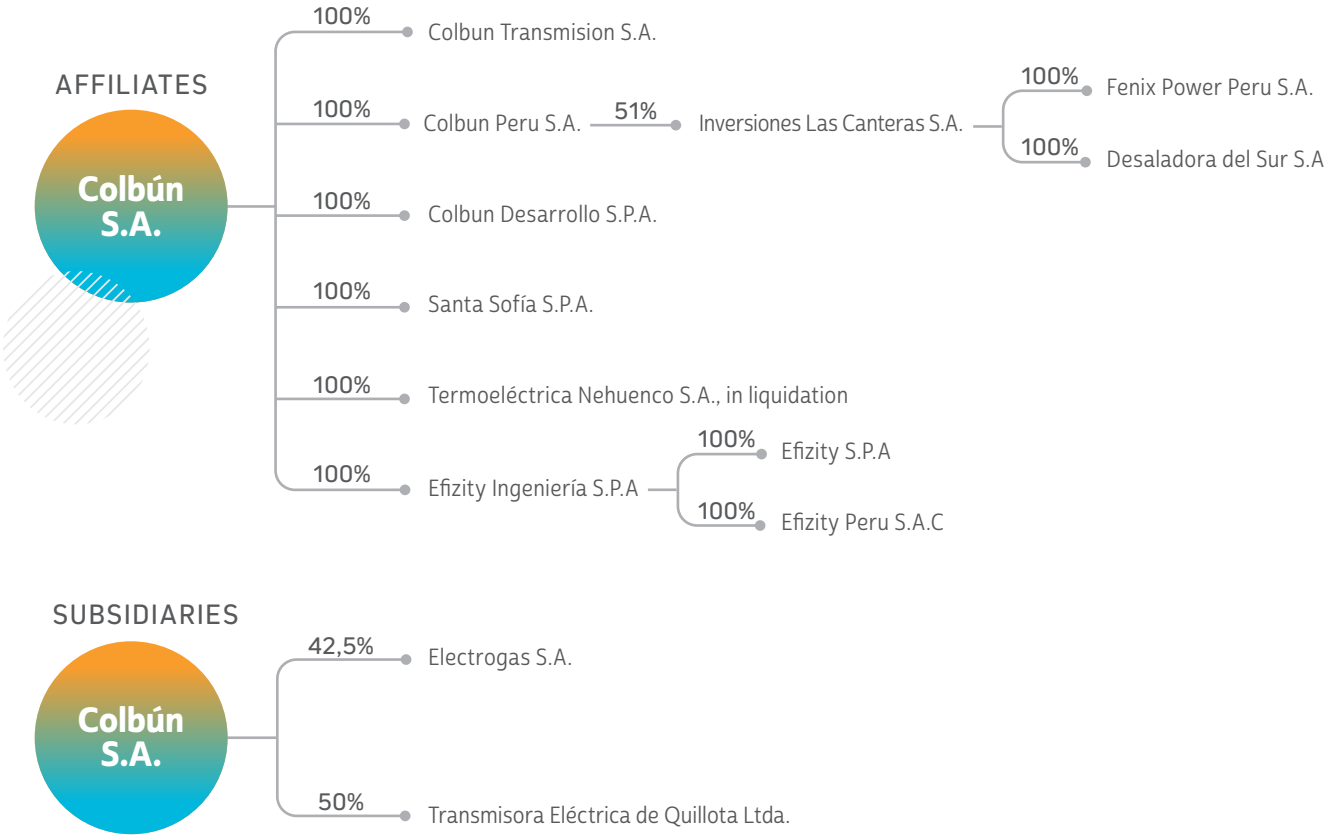 AFFILIATES
Colbún
S.A.
100% Colbun Transmision S.A.
100% Colbun Peru S.A. 51% Inversiones Las Canteras S.A.
100% Fenix Power Peru S.A.
100% Desaladora del Sur S.A
100% Colbun Desarrollo S.P.A.
100% Santa Sofía S.P.A.
100% Termoeléctrica Nehuenco S.A., in liquidation
100% Efizity Ingeniería S.P.A
100% Efizity S.P.A
100% Efizity Peru S.A.C
SUBSIDIARIES
Colbún
S.A.
42,5% Electrogas S.A.
50% Transmisora Eléctrica de Quillota Ltda.